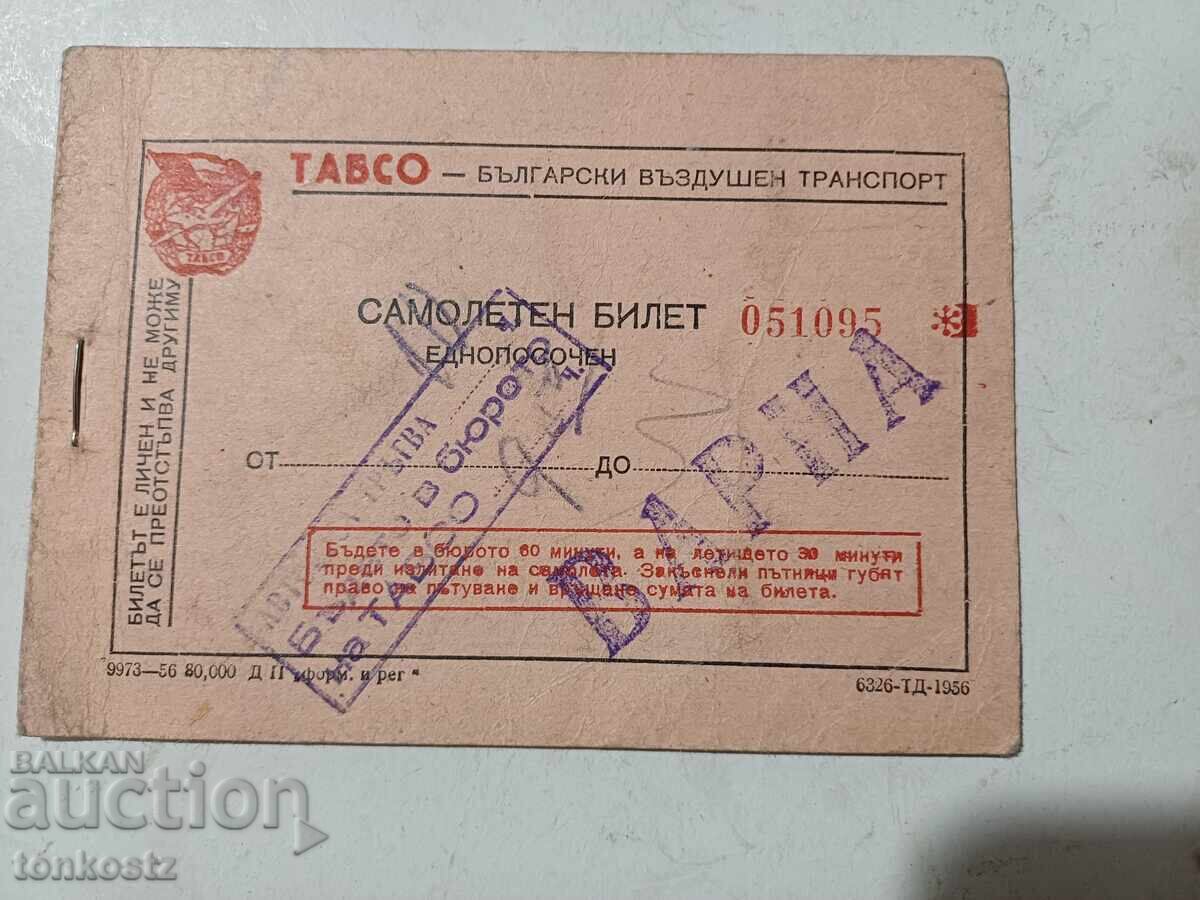 ТАБСО — БЪЛГАРСКИ ВЪЗДУШЕН ТРАНСПОРТ
ТАБСО
САМОЛЕТЕН БИЛЕТ 051095
ЕДНОПОСОЧЕН
ОТ ДО
БИЛЕТЪТ Е ЛИЧЕН И НЕ МОЖЕ
ДА СЕ ПРЕОТСТЪПВА ДРУГИМУ
Бъдете в бюрото 60 минути, а на летището 30 минути
преди излитане на самолета. Закъснели пътници губят
право на пътуване и връщане сумата на билета.
в бюрото
на ТАБСО
ч.
ВАРНА
9973—56 80,000 Д П „форм. и рег“
6326-ТД-1956
BALKAN
auction
tonkostz